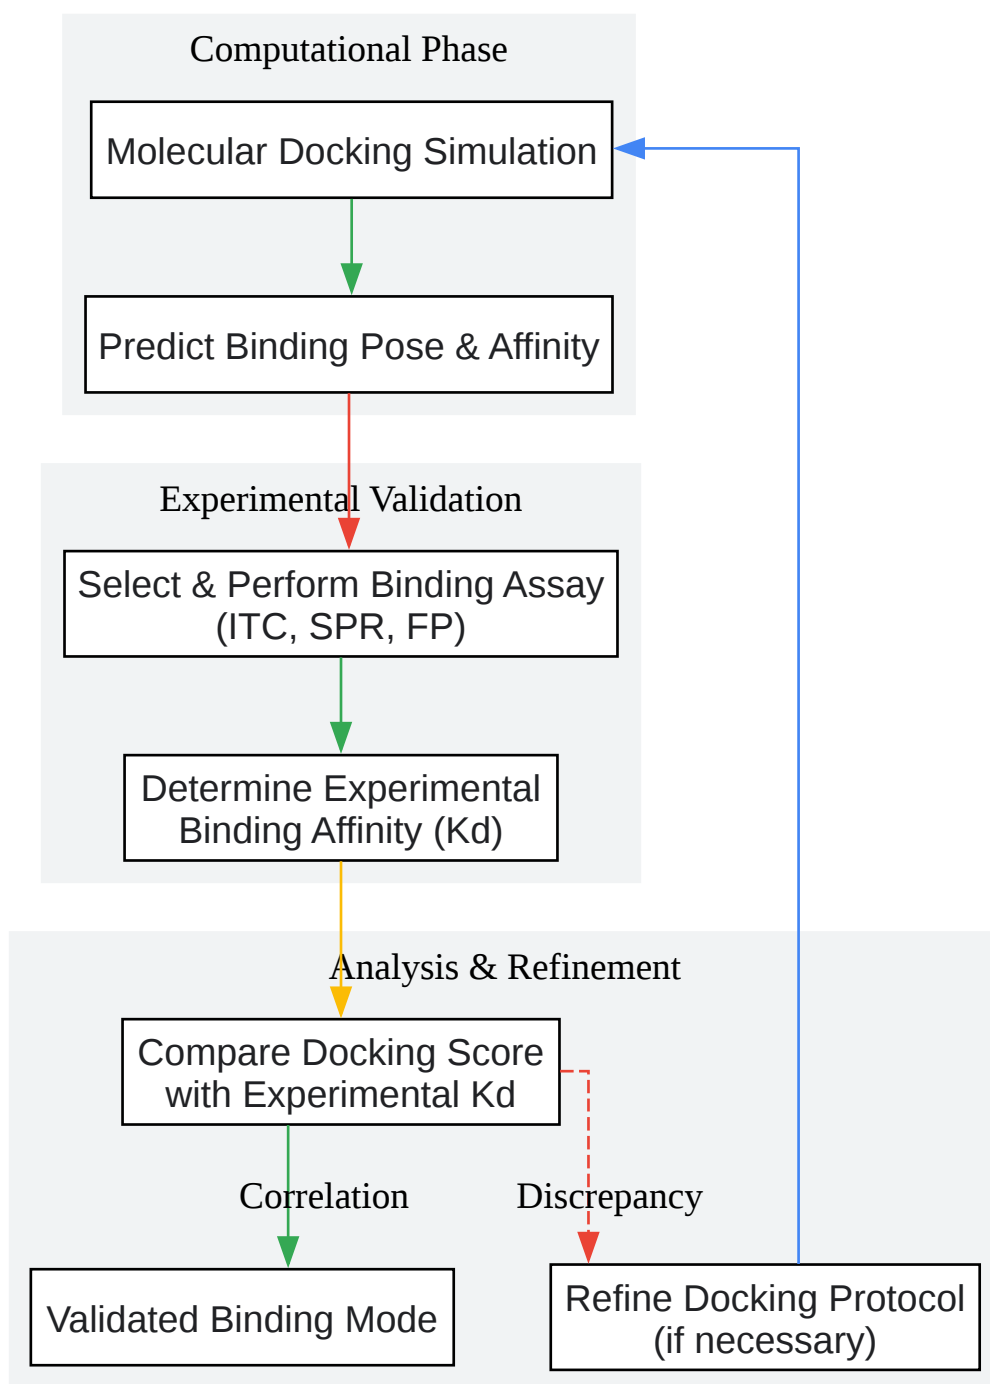 Computational Phase
Molecular Docking Simulation
Predict Binding Pose & Affinity
Experimental Validation
Select & Perform Binding Assay
(ITC, SPR, FP)
Determine Experimental
Binding Affinity (Kd)
Analysis & Refinement
Compare Docking Score
with Experimental Kd
Correlation
Discrepancy
Validated Binding Mode
Refine Docking Protocol
(if necessary)